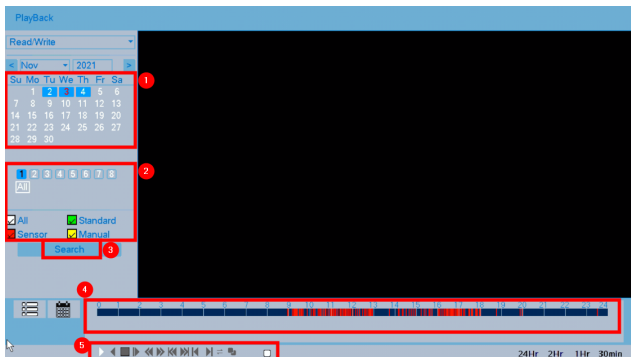 PlayBack
Read/Write
< Nov 2021 >
Su Mo Tu We Th Fr Sa
1 2 3 4 5 6
7 8 9 10 11 12 13
14 15 16 17 18 19 20
21 22 23 24 25 26 27
28 29 30
1
1 2 3 4 5 6 7 8
All
2
All Standard
Sensor Manual
Search
3
4
0 1 2 3 4 5 6 7 8 9 10 11 12 13 14 15 16 17 18 19 20 21 22 23 24
5
24Hr 2Hr 1Hr 30min